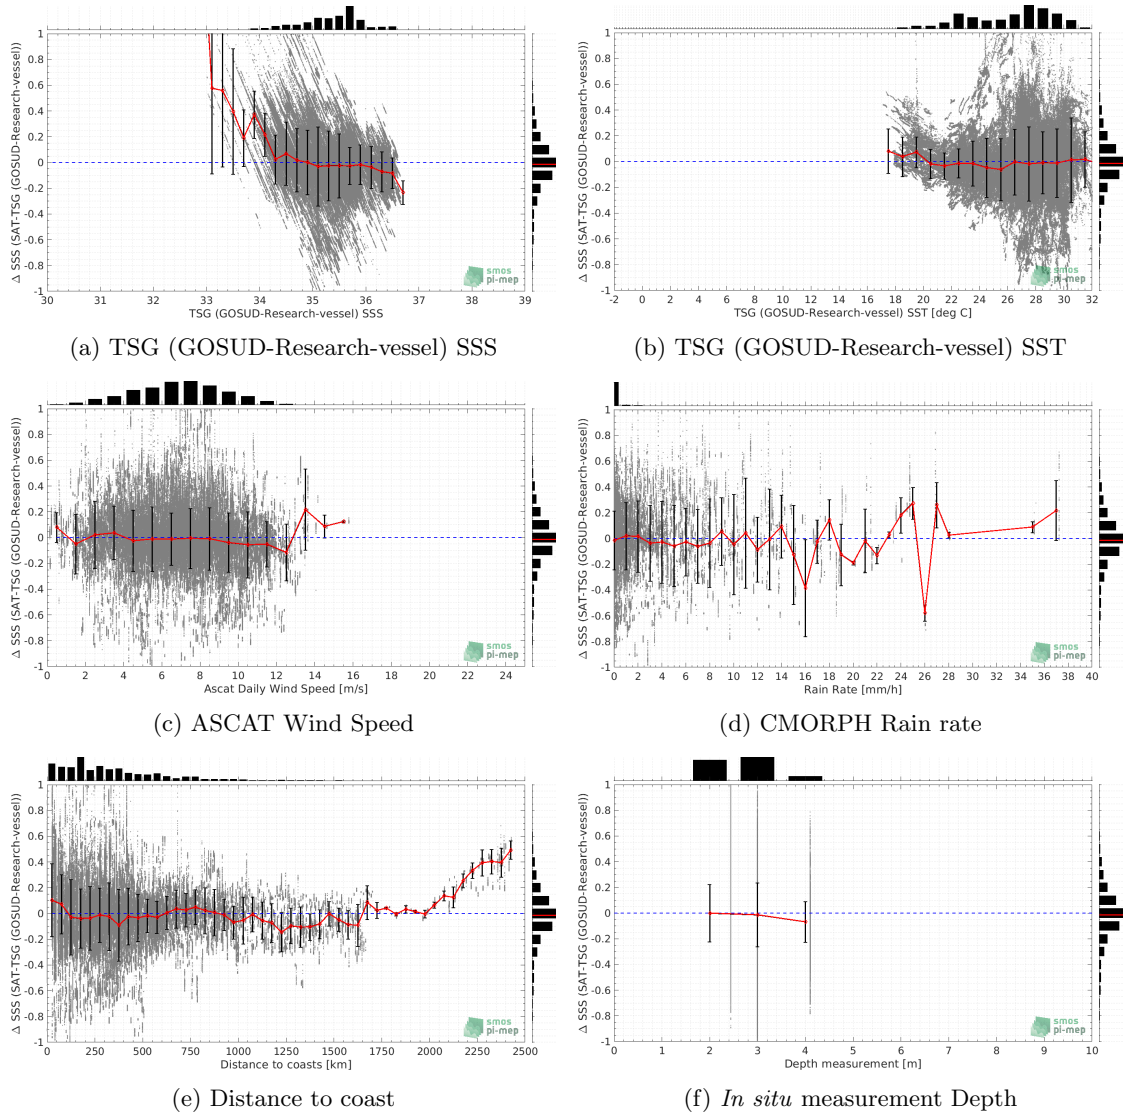 1
0.8
0.6
0.4
0.2
0
-0.2
-0.4
-0.6
-0.8
-1
Δ SSS (SAT-TSG (GOSUD-Research-vessel))
30 31 32 33 34 35 36 37 38 39
TSG (GOSUD-Research-vessel) SSS
smos
pi-mep
(a) TSG (GOSUD-Research-vessel) SSS
1
0.8
0.6
0.4
0.2
0
-0.2
-0.4
-0.6
-0.8
-1
Δ SSS (SAT-TSG (GOSUD-Research-vessel))
-2 0 2 4 6 8 10 12 14 16 18 20 22 24 26 28 30 32
TSG (GOSUD-Research-vessel) SST [deg C]
smos
pi-mep
(b) TSG (GOSUD-Research-vessel) SST
1
0.8
0.6
0.4
0.2
0
-0.2
-0.4
-0.6
-0.8
-1
Δ SSS (SAT-TSG (GOSUD-Research-vessel))
0 2 4 6 8 10 12 14 16 18 20 22 24
Ascat Daily Wind Speed [m/s]
smos
pi-mep
(c) ASCAT Wind Speed
1
0.8
0.6
0.4
0.2
0
-0.2
-0.4
-0.6
-0.8
-1
Δ SSS (SAT-TSG (GOSUD-Research-vessel))
0 2 4 6 8 10 12 14 16 18 20 22 24 26 28 30 32 34 36 38 40
Rain Rate [mm/h]
smos
pi-mep
(d) CMORPH Rain rate
1
0.8
0.6
0.4
0.2
0
-0.2
-0.4
-0.6
-0.8
-1
Δ SSS (SAT-TSG (GOSUD-Research-vessel))
0 250 500 750 1000 1250 1500 1750 2000 2250 2500
Distance to coasts [km]
smos
pi-mep
(e) Distance to coast
1
0.8
0.6
0.4
0.2
0
-0.2
-0.4
-0.6
-0.8
-1
Δ SSS (SAT-TSG (GOSUD-Research-vessel))
0 1 2 3 4 5 6 7 8 9 10
Depth measurement [m]
smos
pi-mep
(f) In situ measurement Depth